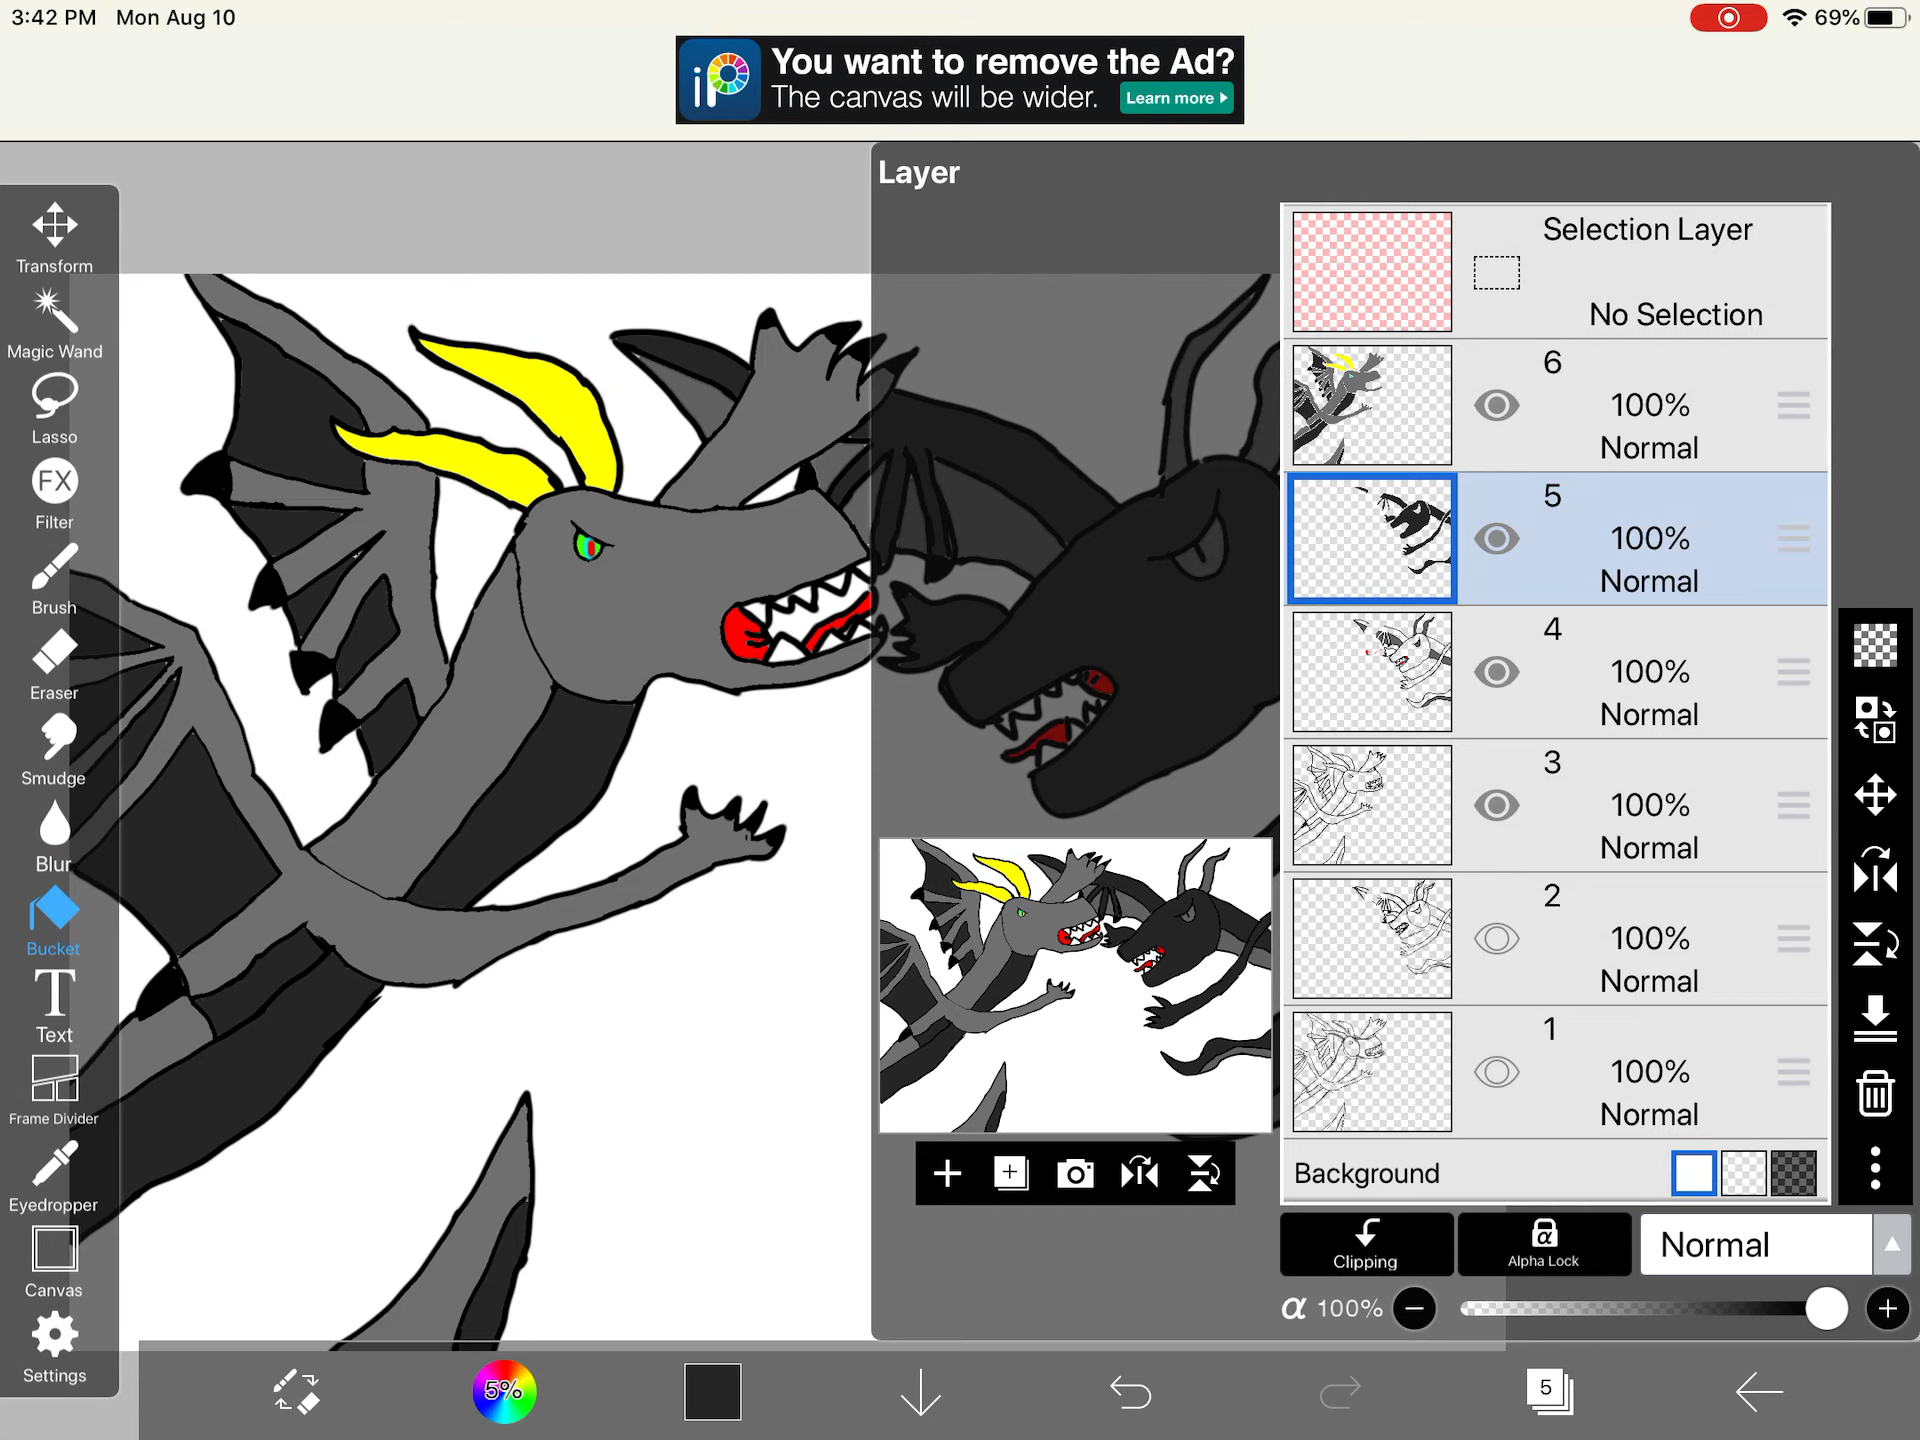 3:42 PM Mon Aug 10
69%
iP
You want to remove the Ad?
The canvas will be wider.
Learn more
Layer
Transform
Magic Wand
Lasso
FX
Filter
Brush
Eraser
Smudge
Blur
Bucket
T
Text
Frame Divider
Eyedropper
Canvas
Settings
Selection Layer
No Selection
6
100%
Normal
5
100%
Normal
4
100%
Normal
3
100%
Normal
2
100%
Normal
1
100%
Normal
Background
Clipping
α
Alpha Lock
Normal
α 100%
5%
5